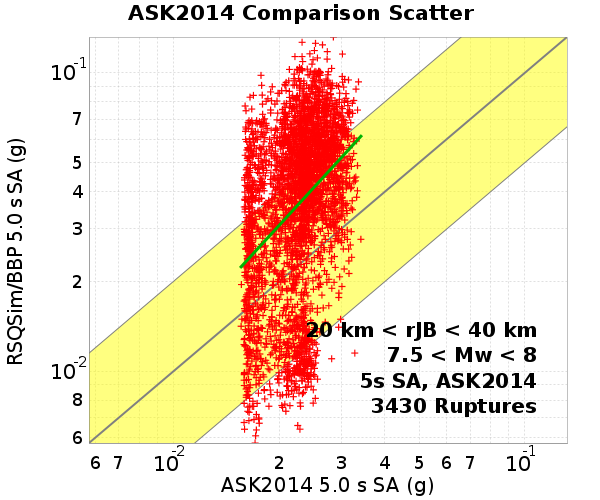 ASK2014 Comparison Scatter
RSQSim/BBP 5.0 s SA (g)
10-1
7
5
4
3
2
10-2
8
6
20 km < rJB < 40 km
7.5 < Mw < 8
5s SA, ASK2014
3430 Ruptures
6 7 10-2 2 3 4 5 6 7 10-1
ASK2014 5.0 s SA (g)